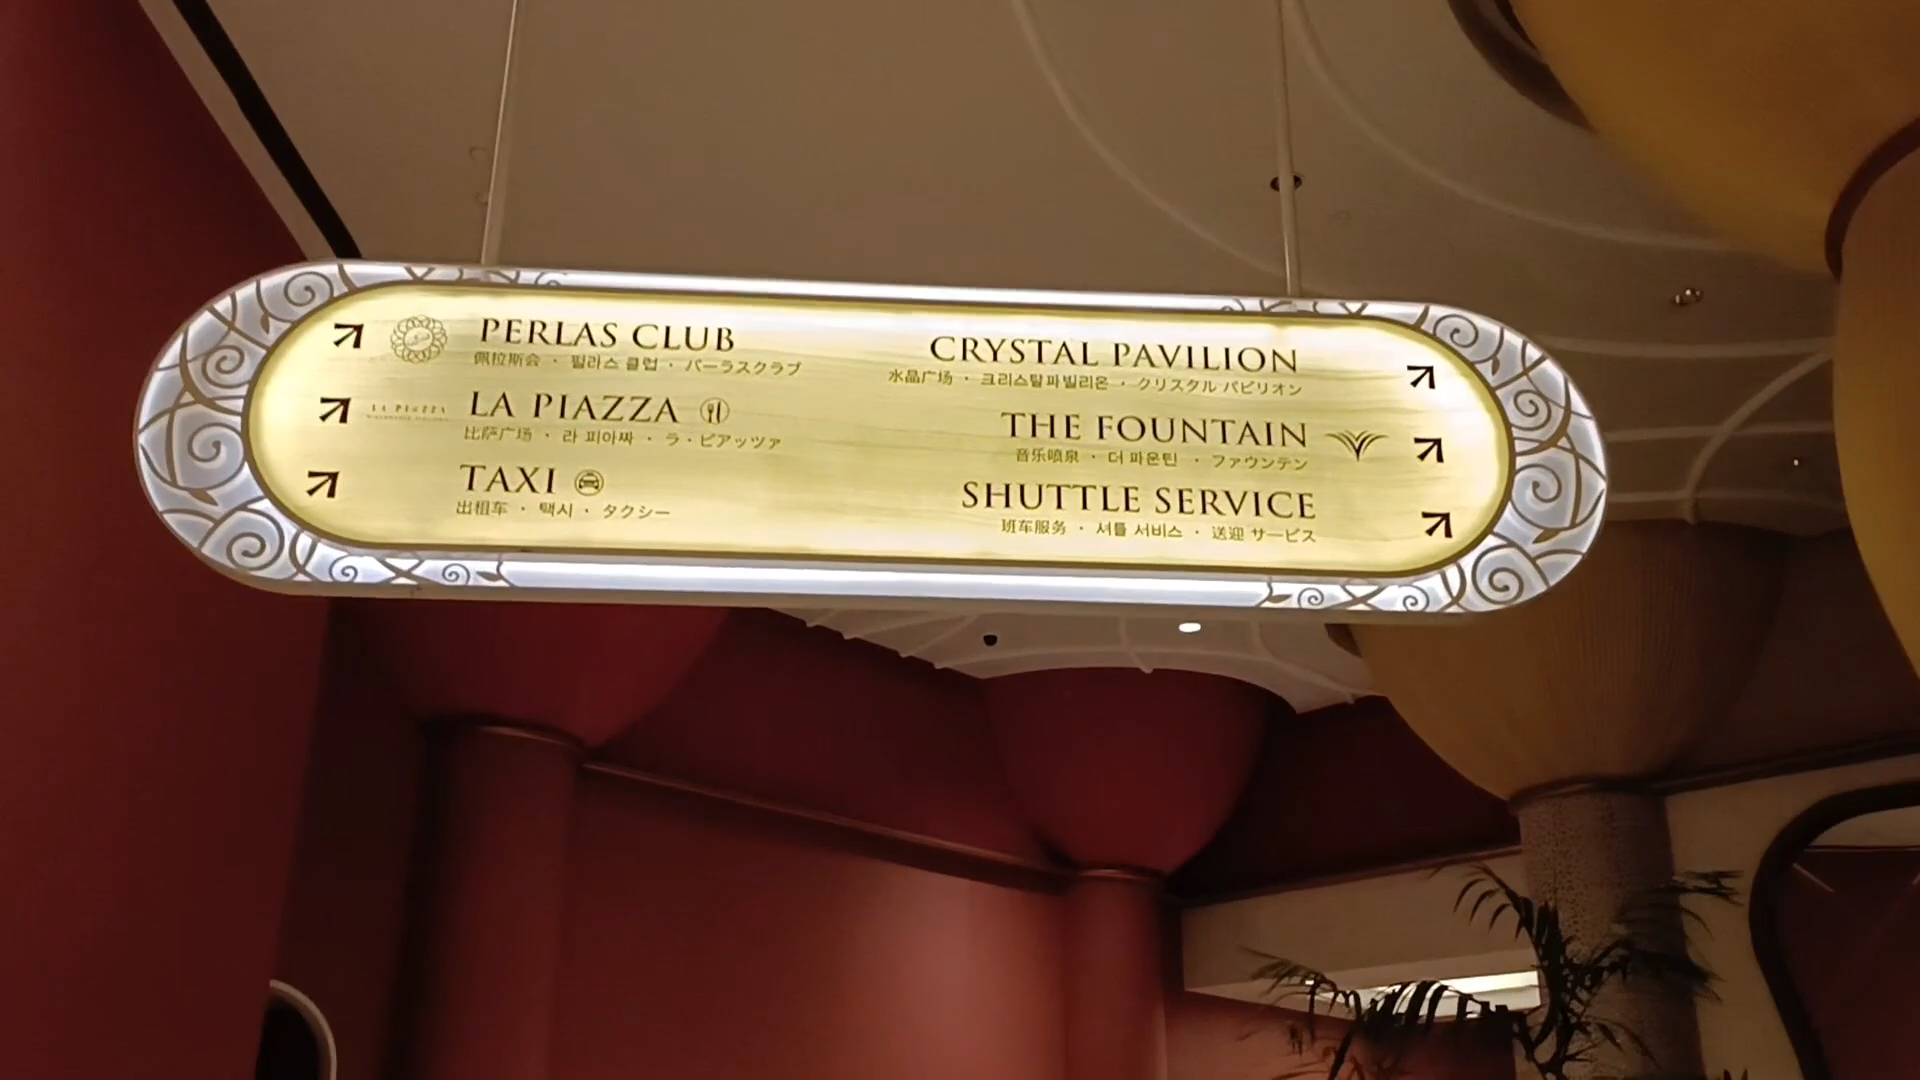 PERLAS CLUB
佩拉斯会 · 펄라스 클럽 · パーラスクラブ
LA PIAZZA
LA PIAZZA
比萨广场 · 라 피아짜 · ラ・ピアッツァ
TAXI
出租车 · 택시 · タクシー
CRYSTAL PAVILION
水晶广场 · 크리스탈파빌리온 · クリスタル パビリオン
THE FOUNTAIN
音乐喷泉 · 더 파운틴 · ファウンテン
SHUTTLE SERVICE
班车服务 · 셔틀 서비스 · 送迎 サービス